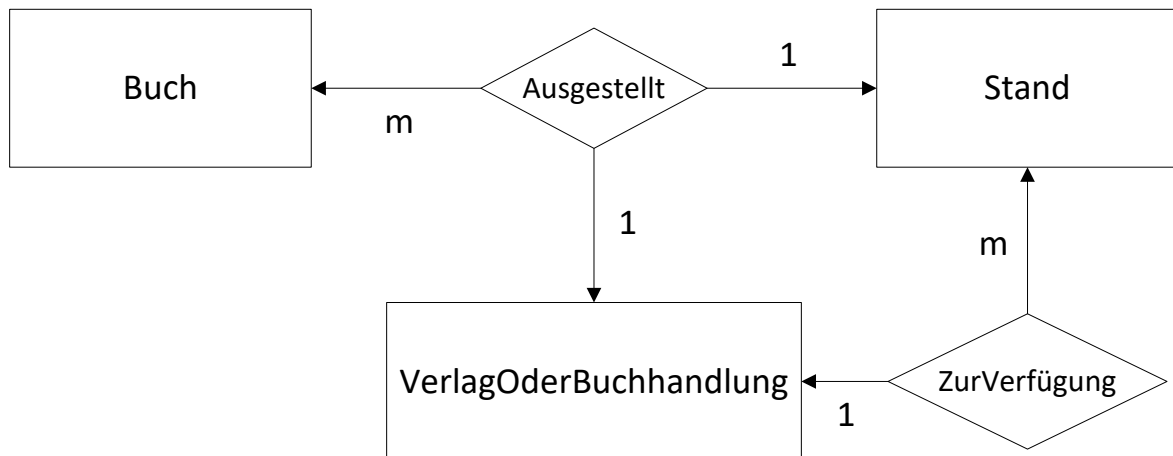 Buch
Ausgestellt
1
Stand
m
1
m
VerlagOderBuchhandlung
ZurVerfügung
1